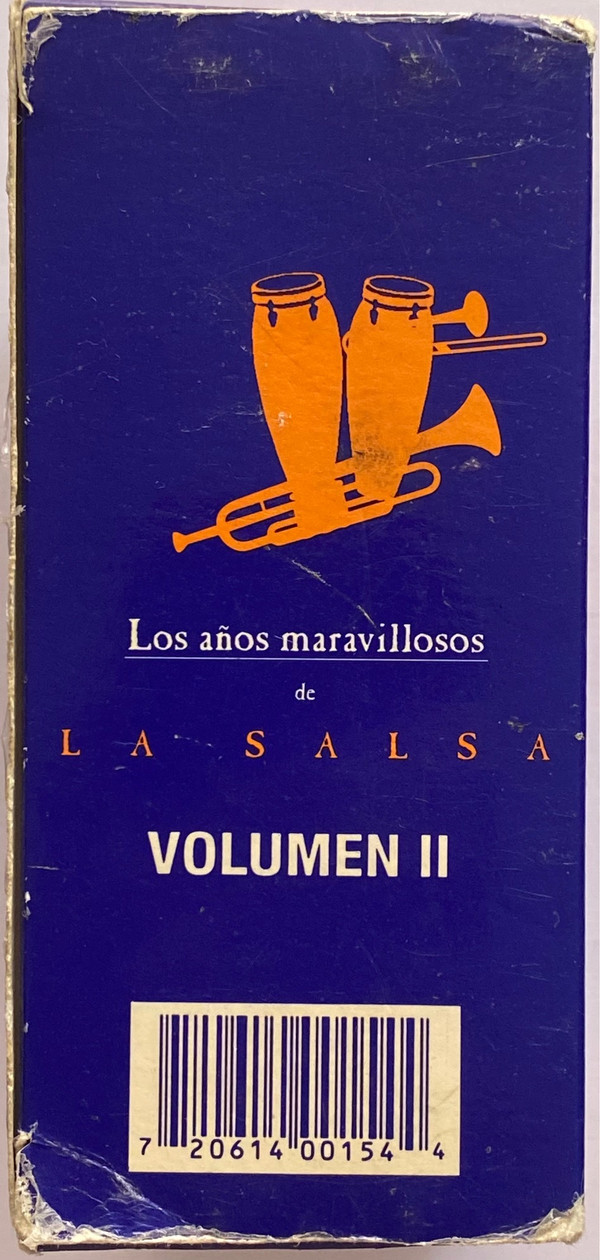 Los años maravillosos
de
LA SALSA
VOLUMEN II
7 20614 00154 4